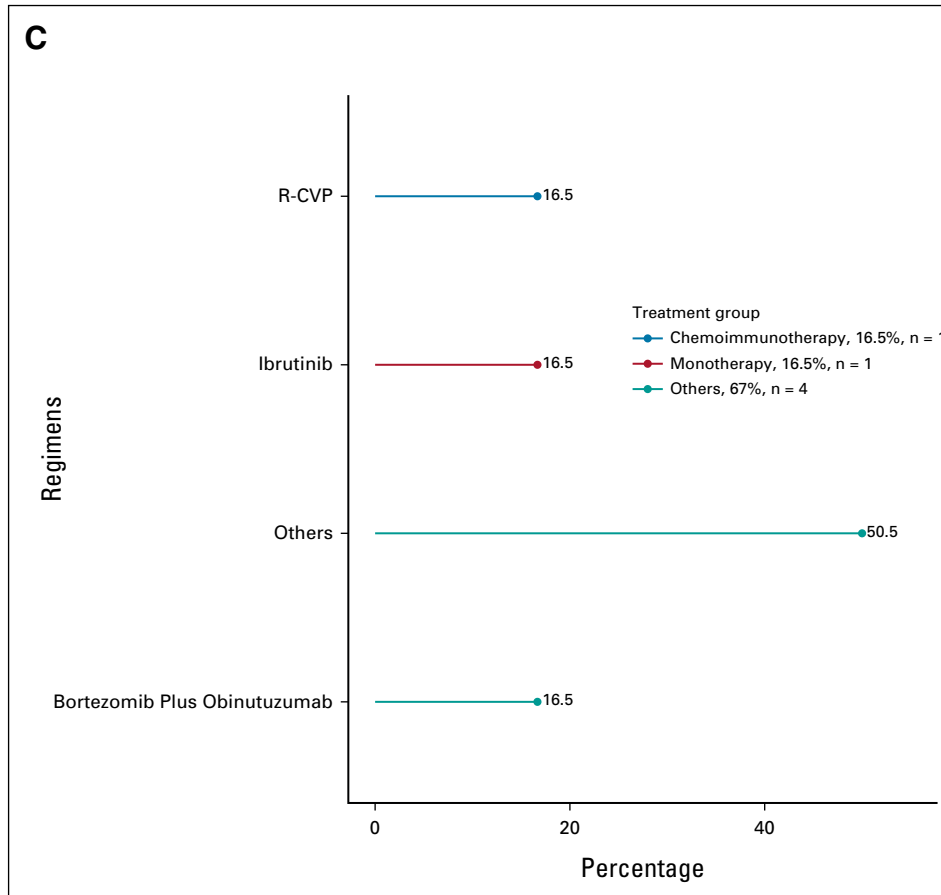 C
R-CVP
16.5
Treatment group
Chemoimmunotherapy, 16.5%, n = 1
Ibrutinib
16.5
Monotherapy, 16.5%, n = 1
Others, 67%, n = 4
Regimens
Others
50.5
Bortezomib Plus Obinutuzumab
16.5
0
20
40
Percentage